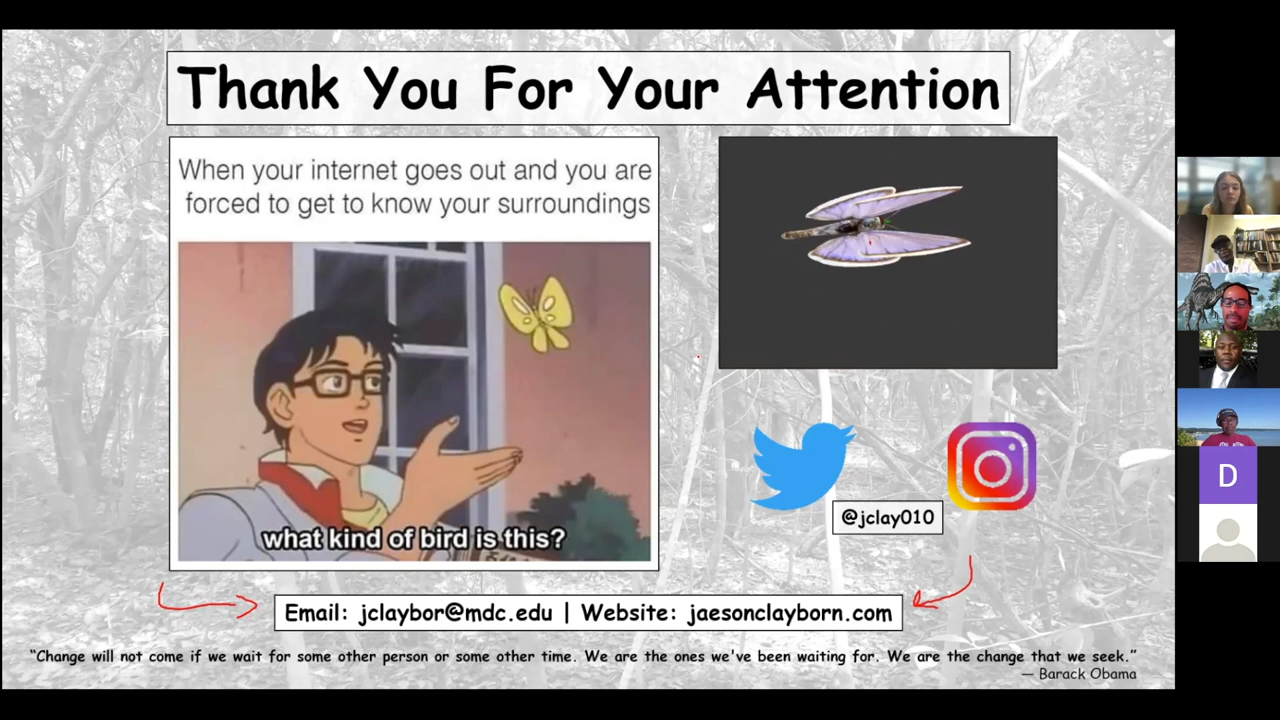 Thank You For Your Attention
When your internet goes out and you are
forced to get to know your surroundings
what kind of bird is this?
@jclay010
Email: jclaybor@mdc.edu | Website: jaesonclayborn.com
“Change will not come if we wait for some other person or some other time. We are the ones we've been waiting for. We are the change that we seek.”
— Barack Obama
D